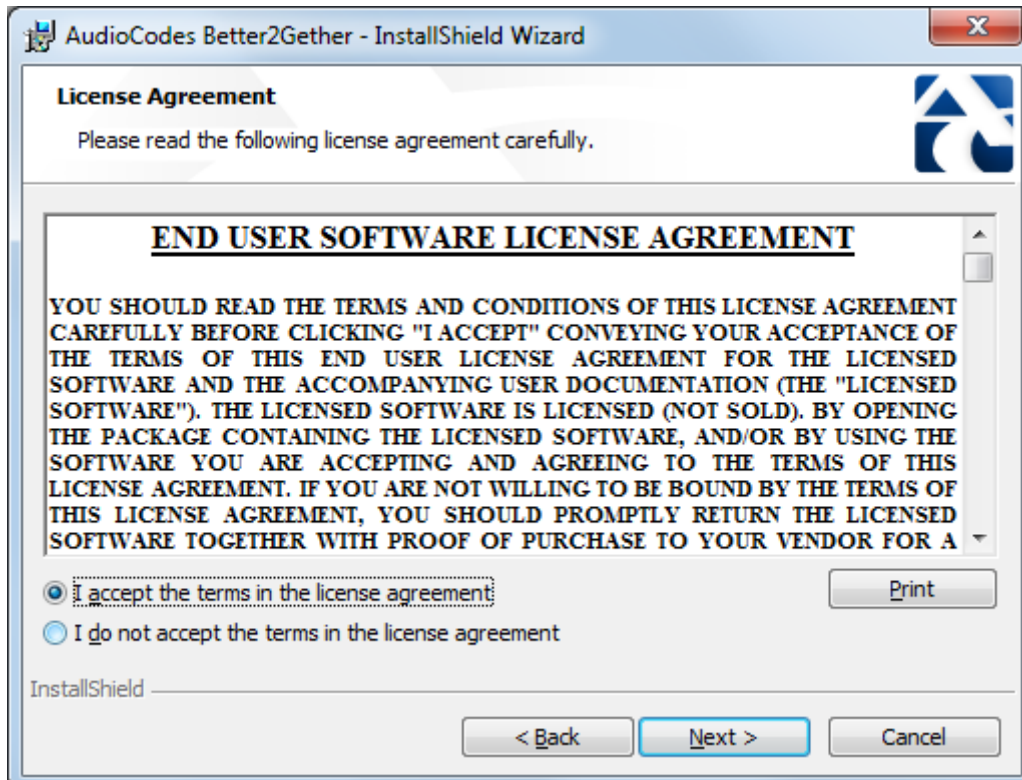 AudioCodes Better2Gether - InstallShield Wizard
License Agreement
Please read the following license agreement carefully.
END USER SOFTWARE LICENSE AGREEMENT
YOU SHOULD READ THE TERMS AND CONDITIONS OF THIS LICENSE AGREEMENT
CAREFULLY BEFORE CLICKING "I ACCEPT" CONVEYING YOUR ACCEPTANCE OF
THE TERMS OF THIS END USER LICENSE AGREEMENT FOR THE LICENSED
SOFTWARE AND THE ACCOMPANYING USER DOCUMENTATION (THE "LICENSED
SOFTWARE"). THE LICENSED SOFTWARE IS LICENSED (NOT SOLD). BY OPENING
THE PACKAGE CONTAINING THE LICENSED SOFTWARE, AND/OR BY USING THE
SOFTWARE YOU ARE ACCEPTING AND AGREEING TO THE TERMS OF THIS
LICENSE AGREEMENT. IF YOU ARE NOT WILLING TO BE BOUND BY THE TERMS OF
THIS LICENSE AGREEMENT, YOU SHOULD PROMPTLY RETURN THE LICENSED
SOFTWARE TOGETHER WITH PROOF OF PURCHASE TO YOUR VENDOR FOR A
I accept the terms in the license agreement
Print
I do not accept the terms in the license agreement
InstallShield
< Back
Next >
Cancel